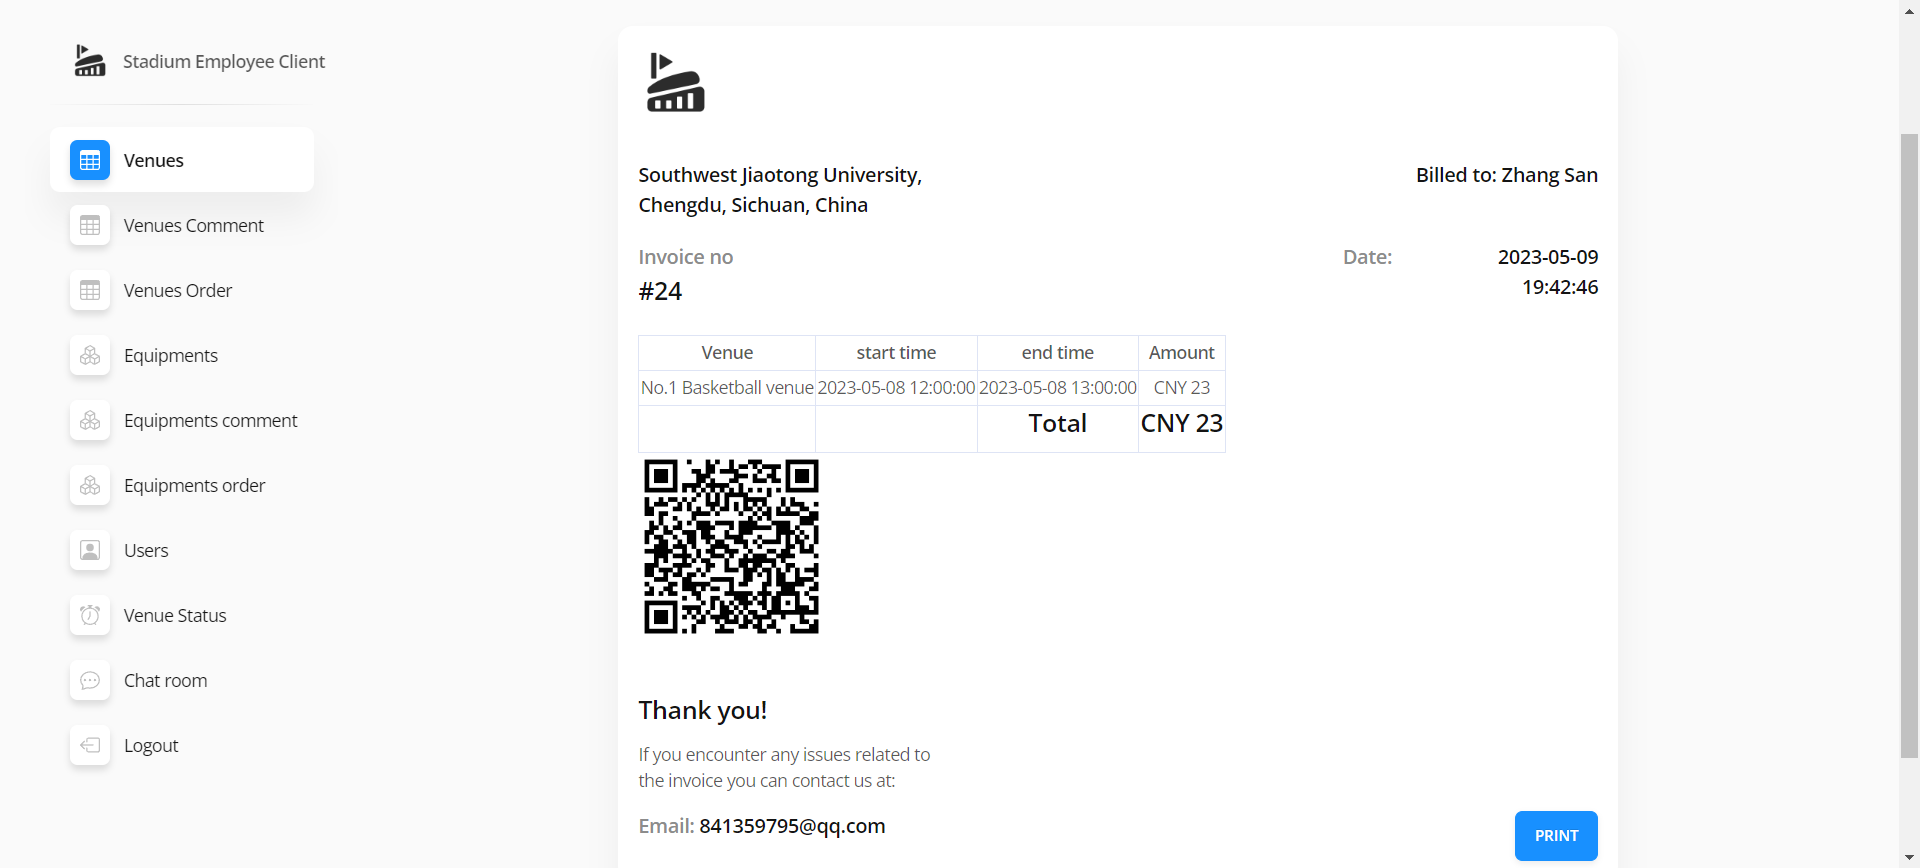 Stadium Employee Client
Venues
Venues Comment
Venues Order
Equipments
Equipments comment
Equipments order
Users
Venue Status
Chat room
Logout
Southwest Jiaotong University,
Chengdu, Sichuan, China
Billed to: Zhang San
Invoice no
#24
Date:
2023-05-09
19:42:46
Venue start time end time Amount
No.1 Basketball venue 2023-05-08 12:00:00 2023-05-08 13:00:00 CNY 23
Total CNY 23
Thank you!
If you encounter any issues related to
the invoice you can contact us at:
Email: 841359795@qq.com
PRINT